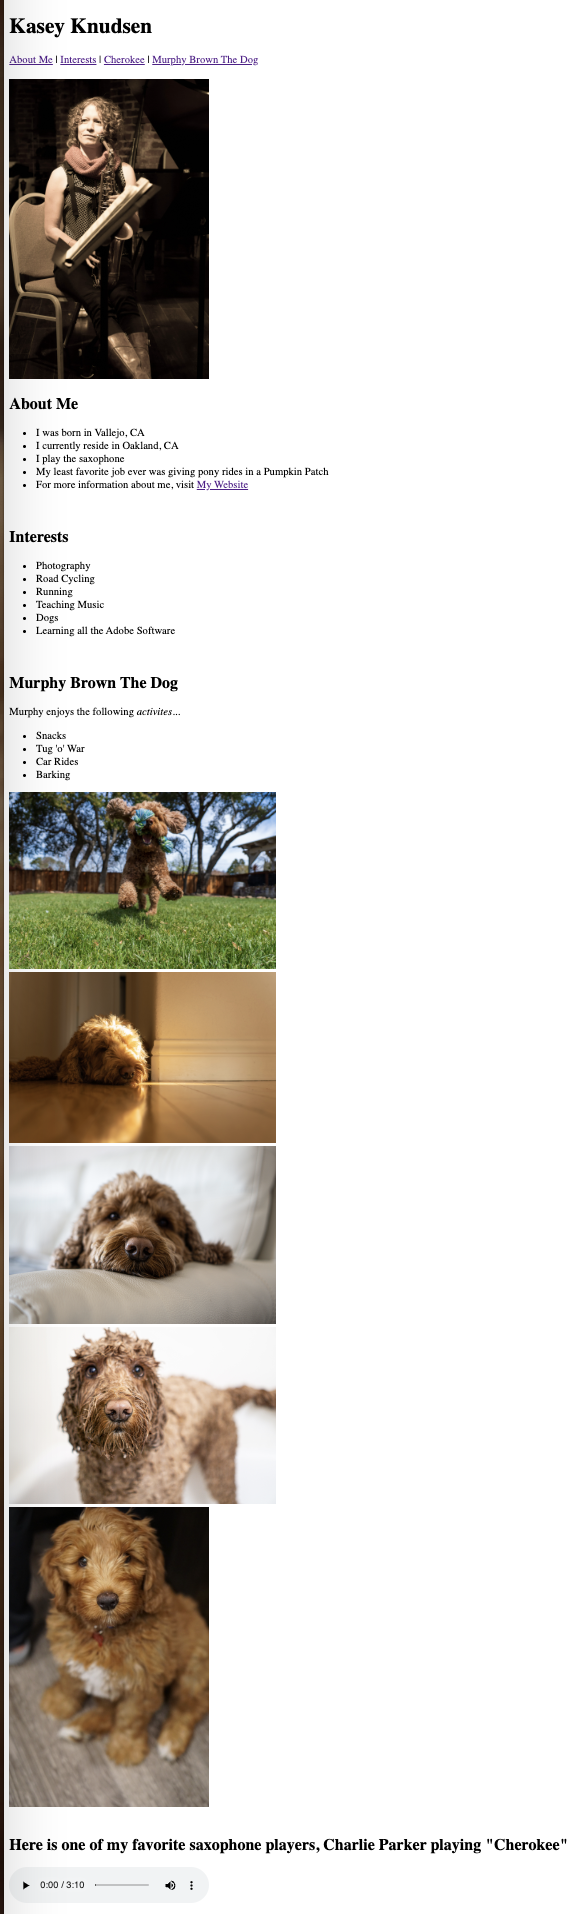 Kasey Knudsen
About Me | Interests | Cherokee | Murphy Brown The Dog
About Me
I was born in Vallejo, CA
I currently reside in Oakland, CA
I play the saxophone
My least favorite job ever was giving pony rides in a Pumpkin Patch
For more information about me, visit My Website
Interests
Photography
Road Cycling
Running
Teaching Music
Dogs
Learning all the Adobe Software
Murphy Brown The Dog
Murphy enjoys the following activites...
Snacks
Tug 'o' War
Car Rides
Barking
Here is one of my favorite saxophone players, Charlie Parker playing "Cherokee"
0:00 / 3:10